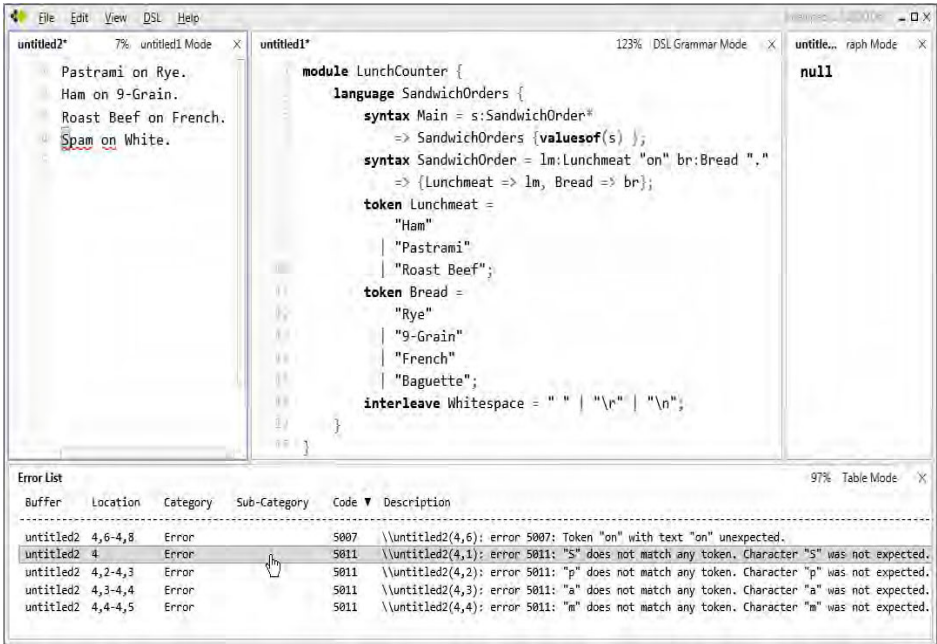 File Edit View DSL Help
untitled2* 7% untitled1 Mode X
Pastrami on Rye.
Ham on 9-Grain.
Roast Beef on French.
Spam on White.
untitled1* 123% DSL Grammar Mode X
module LunchCounter {
language SandwichOrders {
syntax Main = s:SandwichOrder*
=> SandwichOrders {valuesof(s) };
syntax SandwichOrder = lm:Lunchmeat "on" br:Bread "."
=> {Lunchmeat => lm, Bread => br};
token Lunchmeat =
"Ham"
| "Pastrami"
| "Roast Beef";
token Bread =
"Rye"
| "9-Grain"
| "French"
| "Baguette";
interleave Whitespace = " " | "\r" | "\n";
}
}
untitle... raph Mode X
null
Error List 97% Table Mode X
Buffer Location Category Sub-Category Code ▼ Description
untitled2 4,6-4,8 Error 5007 \\untitled2(4,6): error 5007: Token "on" with text "on" unexpected.
untitled2 4 Error 5011 \\untitled2(4,1): error 5011: "S" does not match any token. Character "S" was not expected.
untitled2 4,2-4,3 Error 5011 \\untitled2(4,2): error 5011: "p" does not match any token. Character "p" was not expected.
untitled2 4,3-4,4 Error 5011 \\untitled2(4,3): error 5011: "a" does not match any token. Character "a" was not expected.
untitled2 4,4-4,5 Error 5011 \\untitled2(4,4): error 5011: "m" does not match any token. Character "m" was not expected.